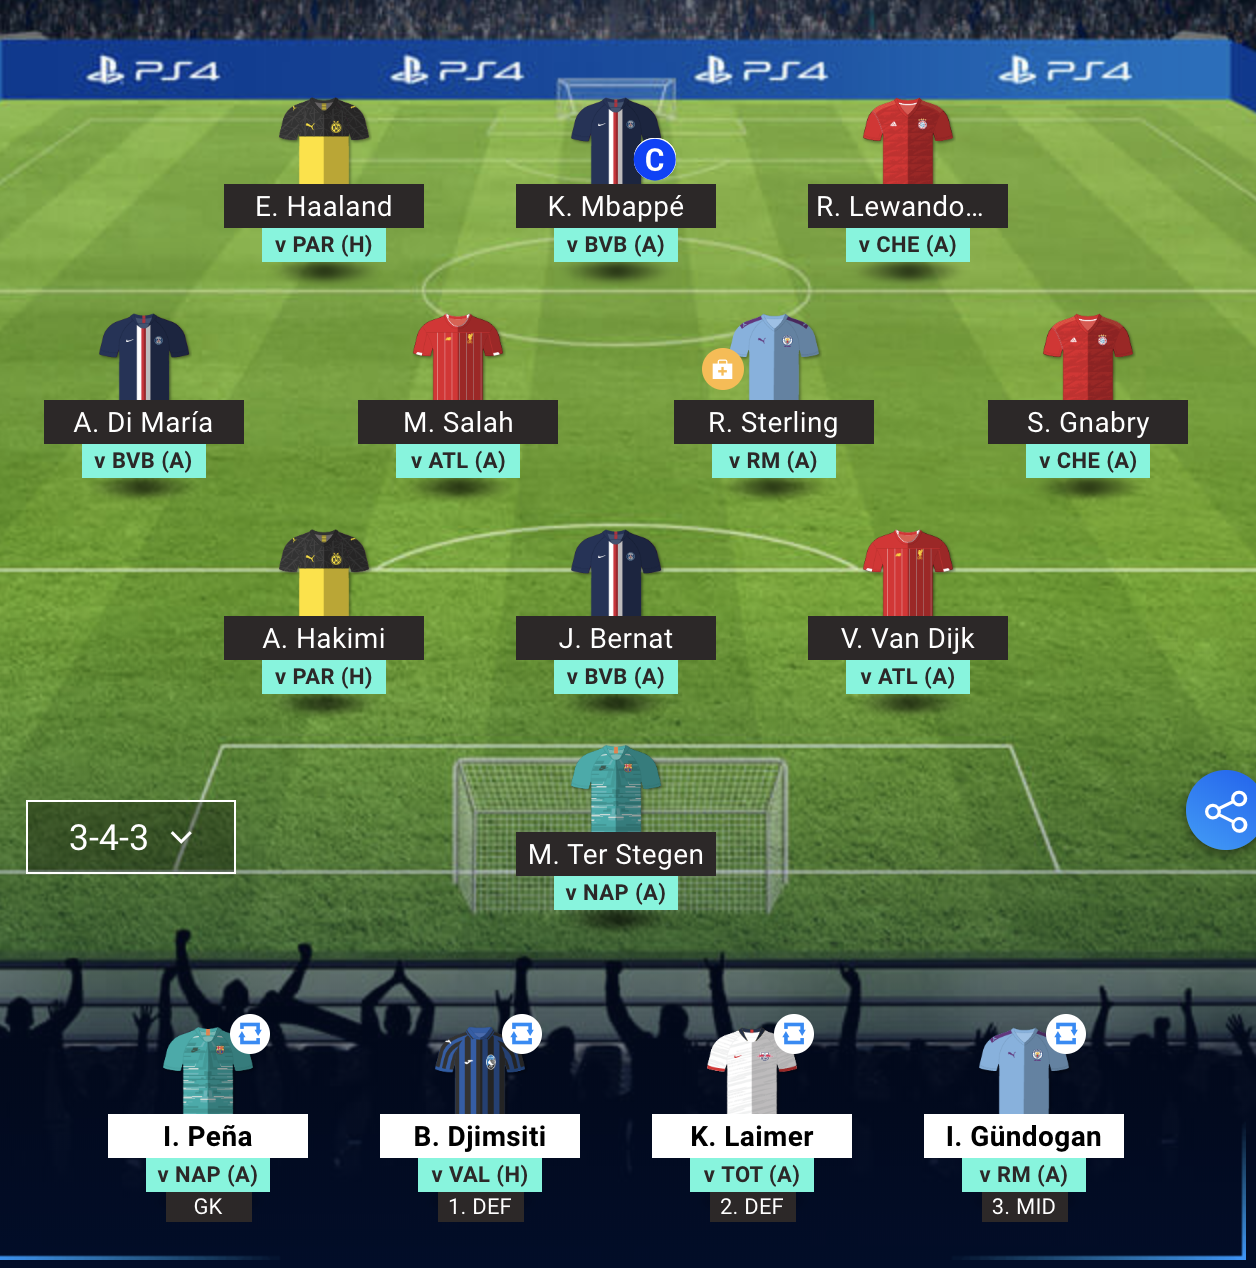 PS4 PS4 PS4 PS4
E. Haaland K. Mbappé R. Lewando...
C
v PAR (H) v BVB (A) v CHE (A)
A. Di María M. Salah R. Sterling S. Gnabry
v BVB (A) v ATL (A) v RM (A) v CHE (A)
A. Hakimi J. Bernat V. Van Dijk
v PAR (H) v BVB (A) v ATL (A)
3-4-3
M. Ter Stegen
v NAP (A)
I. Peña B. Djimsiti K. Laimer I. Gündogan
v NAP (A) v VAL (H) v TOT (A) v RM (A)
GK 1. DEF 2. DEF 3. MID